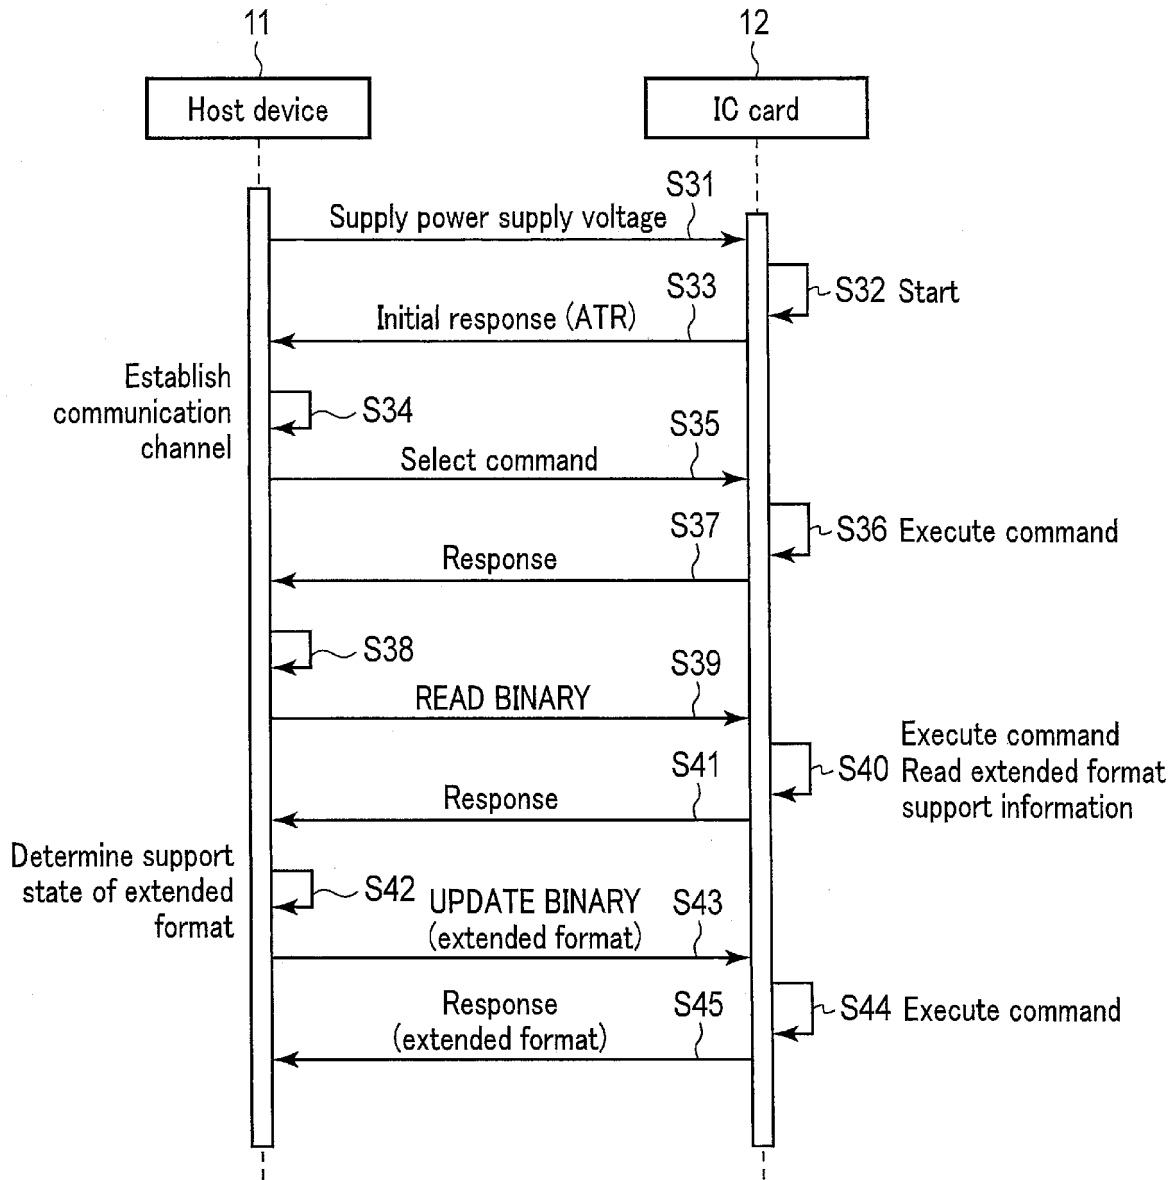 11
12
Host device
IC card
S31
Supply power supply voltage
S32 Start
S33
Initial response (ATR)
Establish
communication
channel
S34
S35
Select command
S36 Execute command
S37
Response
S38
S39
READ BINARY
Execute command
S40 Read extended format
support information
S41
Response
Determine support
state of extended
format
S42
UPDATE BINARY
(extended format)
S43
S44 Execute command
Response
(extended format)
S45